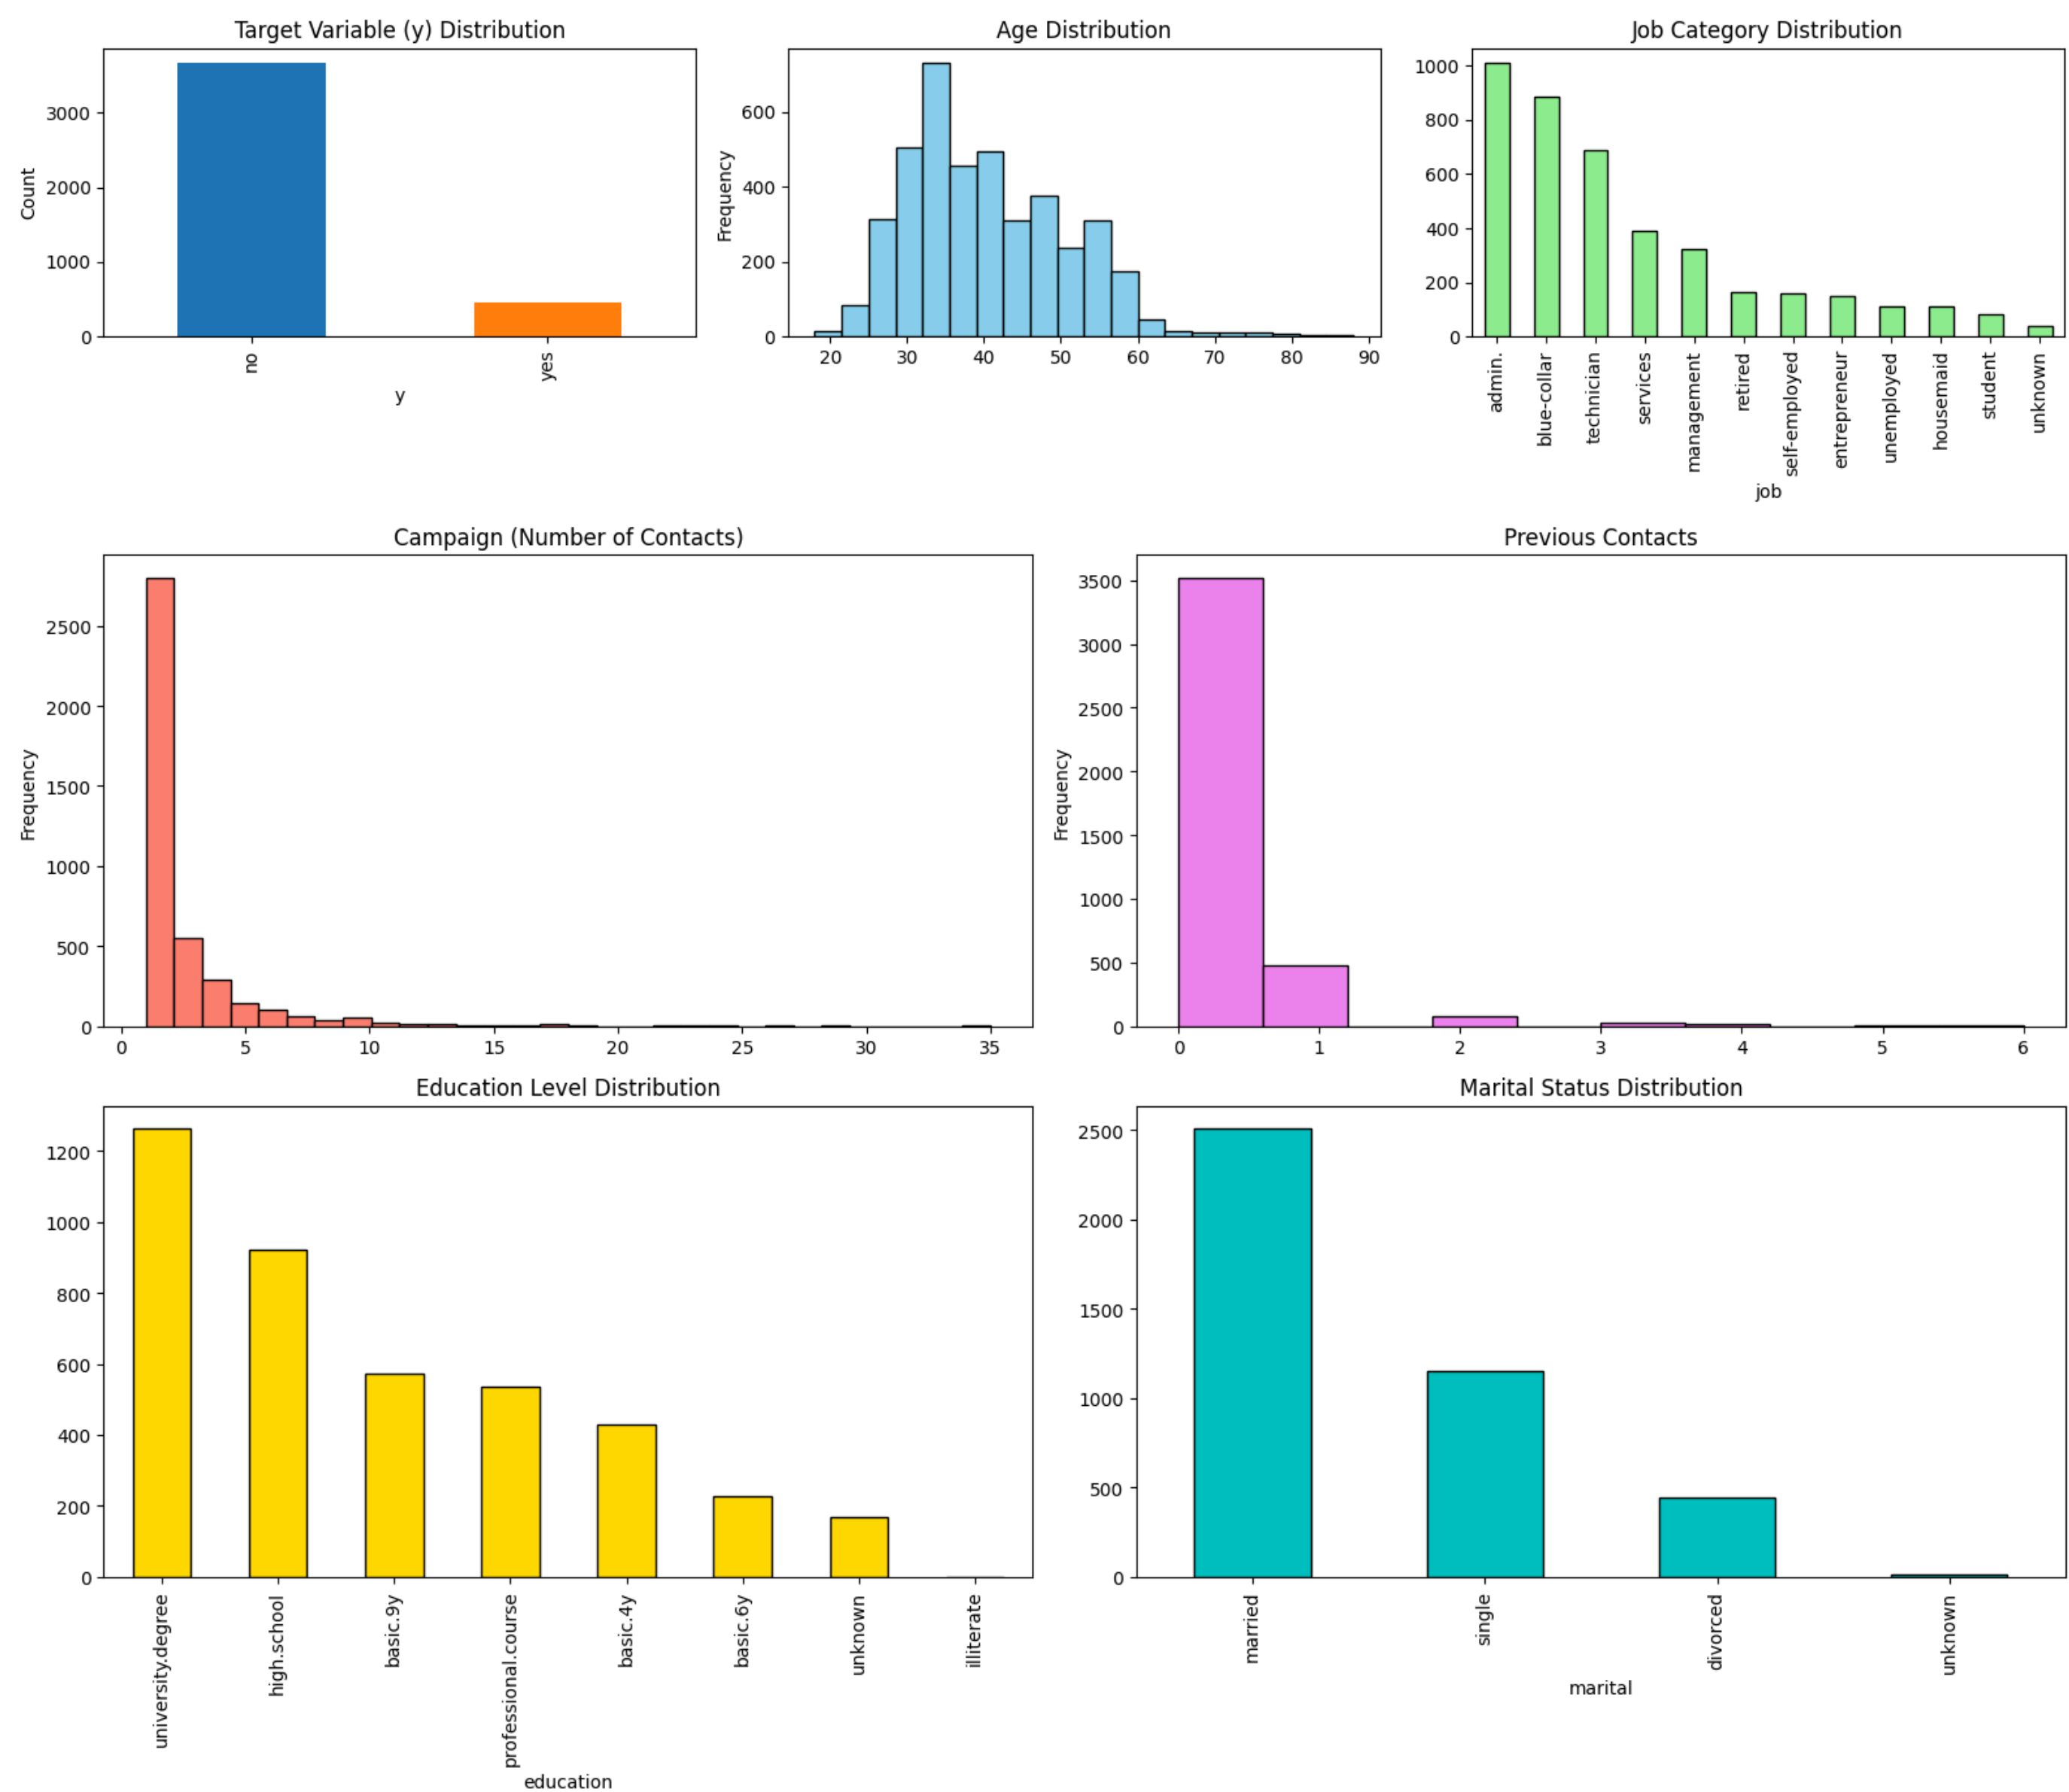 Target Variable (y) Distribution
Count
3000
2000
1000
0
no
yes
y
Age Distribution
Frequency
600
400
200
0
20 30 40 50 60 70 80 90
Job Category Distribution
1000
800
600
400
200
0
admin.
blue-collar
technician
services
management
retired
self-employed
entrepreneur
unemployed
housemaid
student
unknown
job
Campaign (Number of Contacts)
Frequency
2500
2000
1500
1000
500
0
0 5 10 15 20 25 30 35
Previous Contacts
Frequency
3500
3000
2500
2000
1500
1000
500
0
0 1 2 3 4 5 6
Education Level Distribution
1200
1000
800
600
400
200
0
university.degree
high.school
basic.9y
professional.course
basic.4y
basic.6y
unknown
illiterate
education
Marital Status Distribution
2500
2000
1500
1000
500
0
married
single
divorced
unknown
marital